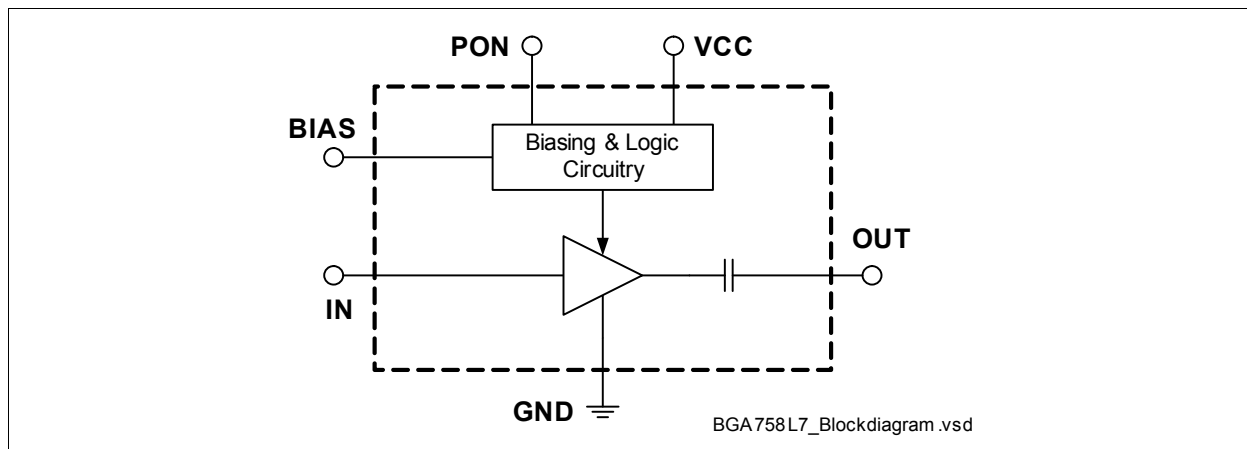 PON
VCC
BIAS
Biasing & Logic
Circuitry
OUT
IN
GND
BGA758L7_Blockdiagram.vsd